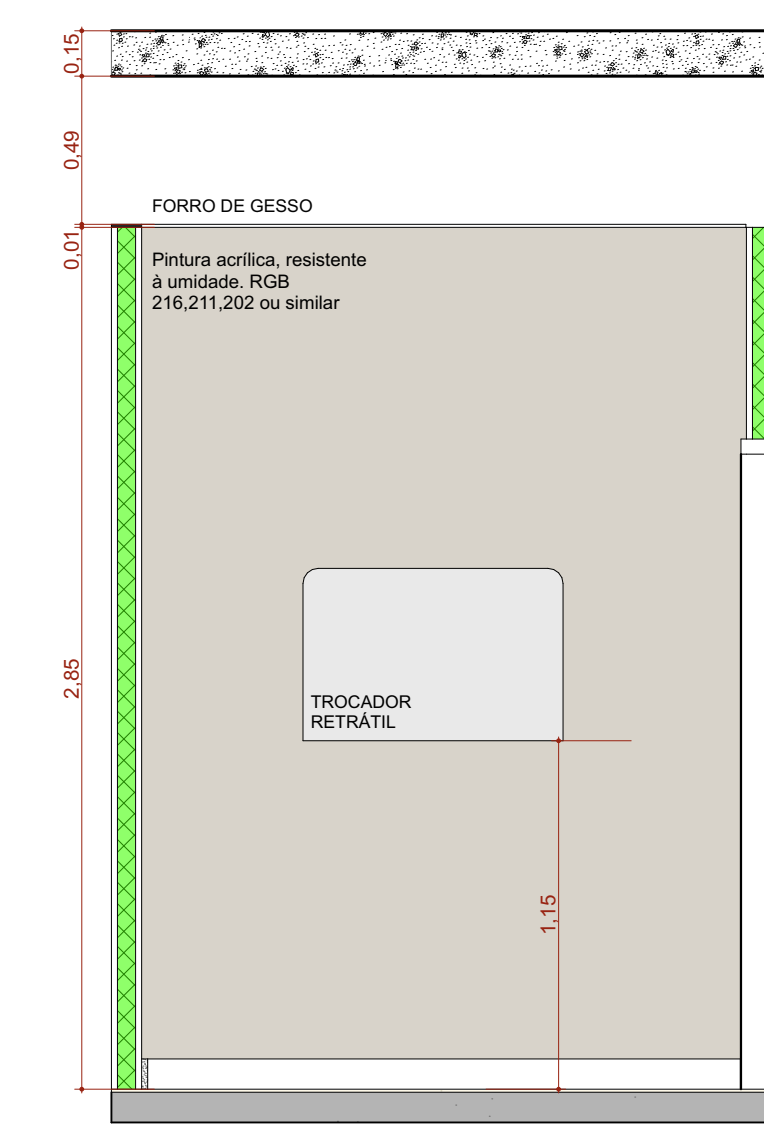 0,15
0,49
FORRO DE GESSO
0,01
Pintura acrílica, resistente
à umidade. RGB
216,211,202 ou similar
2,85
TROCADOR
RETRÁTIL
1,15